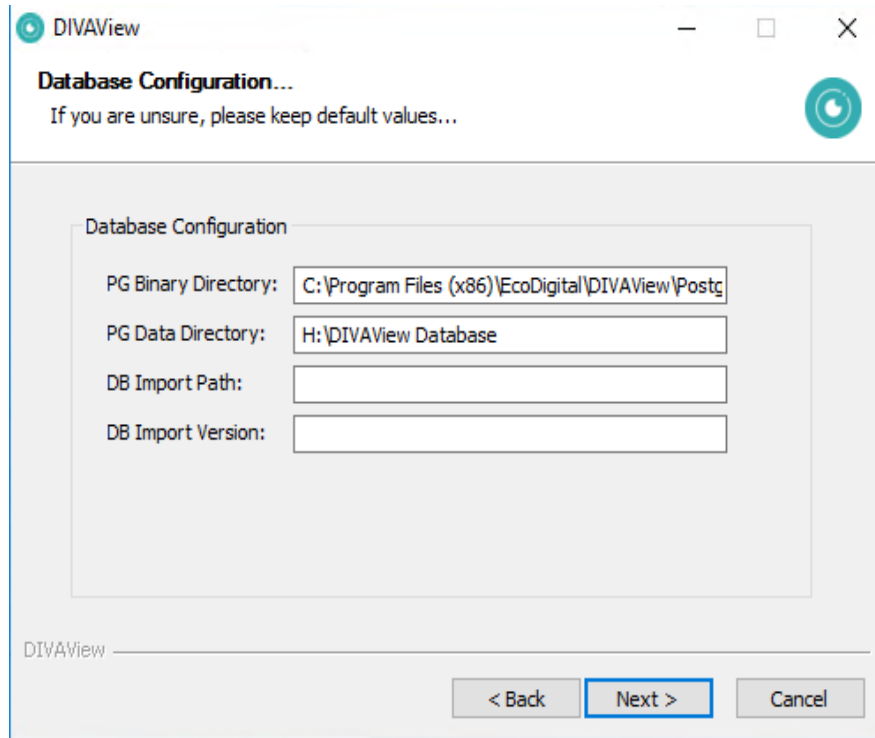 DIVAView
Database Configuration...
If you are unsure, please keep default values...
Database Configuration
PG Binary Directory: C:\Program Files (x86)\EcoDigital\DIVAView\Postg
PG Data Directory: H:\DIVAView Database
DB Import Path:
DB Import Version:
DIVAView
< Back Next > Cancel